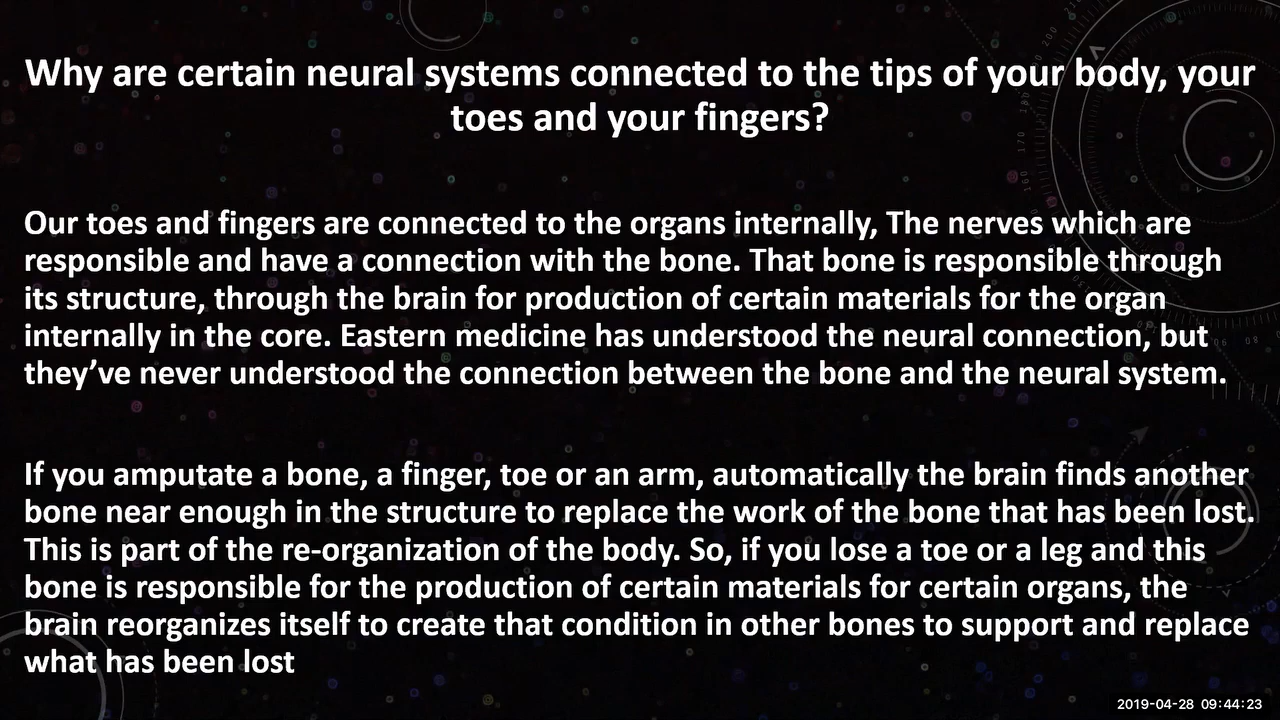 Why are certain neural systems connected to the tips of your body, your
toes and your fingers?
Our toes and fingers are connected to the organs internally, The nerves which are
responsible and have a connection with the bone. That bone is responsible through
its structure, through the brain for production of certain materials for the organ
internally in the core. Eastern medicine has understood the neural connection, but
they’ve never understood the connection between the bone and the neural system.
If you amputate a bone, a finger, toe or an arm, automatically the brain finds another
bone near enough in the structure to replace the work of the bone that has been lost.
This is part of the re-organization of the body. So, if you lose a toe or a leg and this
bone is responsible for the production of certain materials for certain organs, the
brain reorganizes itself to create that condition in other bones to support and replace
what has been lost
2019-04-28 09:44:23